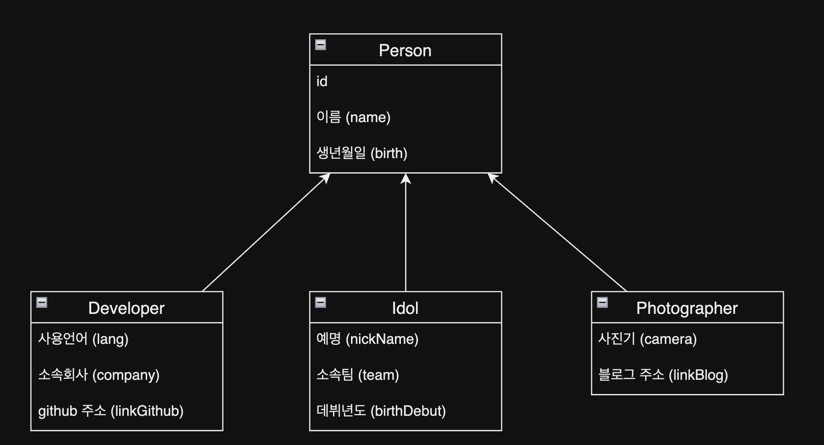 Person
id
이름 (name)
생년월일 (birth)
Developer
사용언어 (lang)
소속회사 (company)
github 주소 (linkGithub)
Idol
예명 (nickName)
소속팀 (team)
데뷔년도 (birthDebut)
Photographer
사진기 (camera)
블로그 주소 (linkBlog)